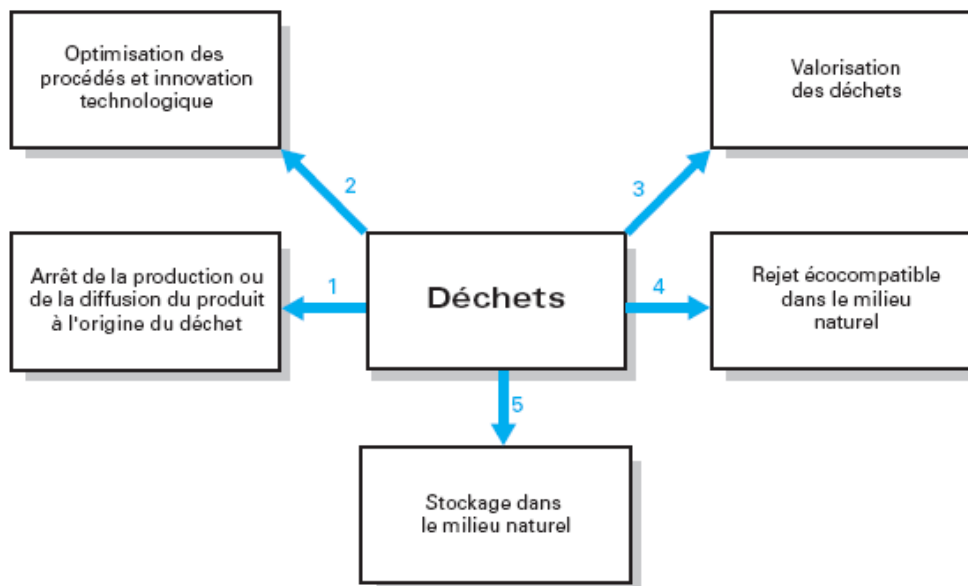 Optimisation des
procédés et innovation
technologique
Valorisation
des déchets
2
3
Arrêt de la production ou
de la diffusion du produit
à l'origine du déchet
1
Déchets
4
Rejet écocompatible
dans le milieu
naturel
5
Stockage dans
le milieu naturel